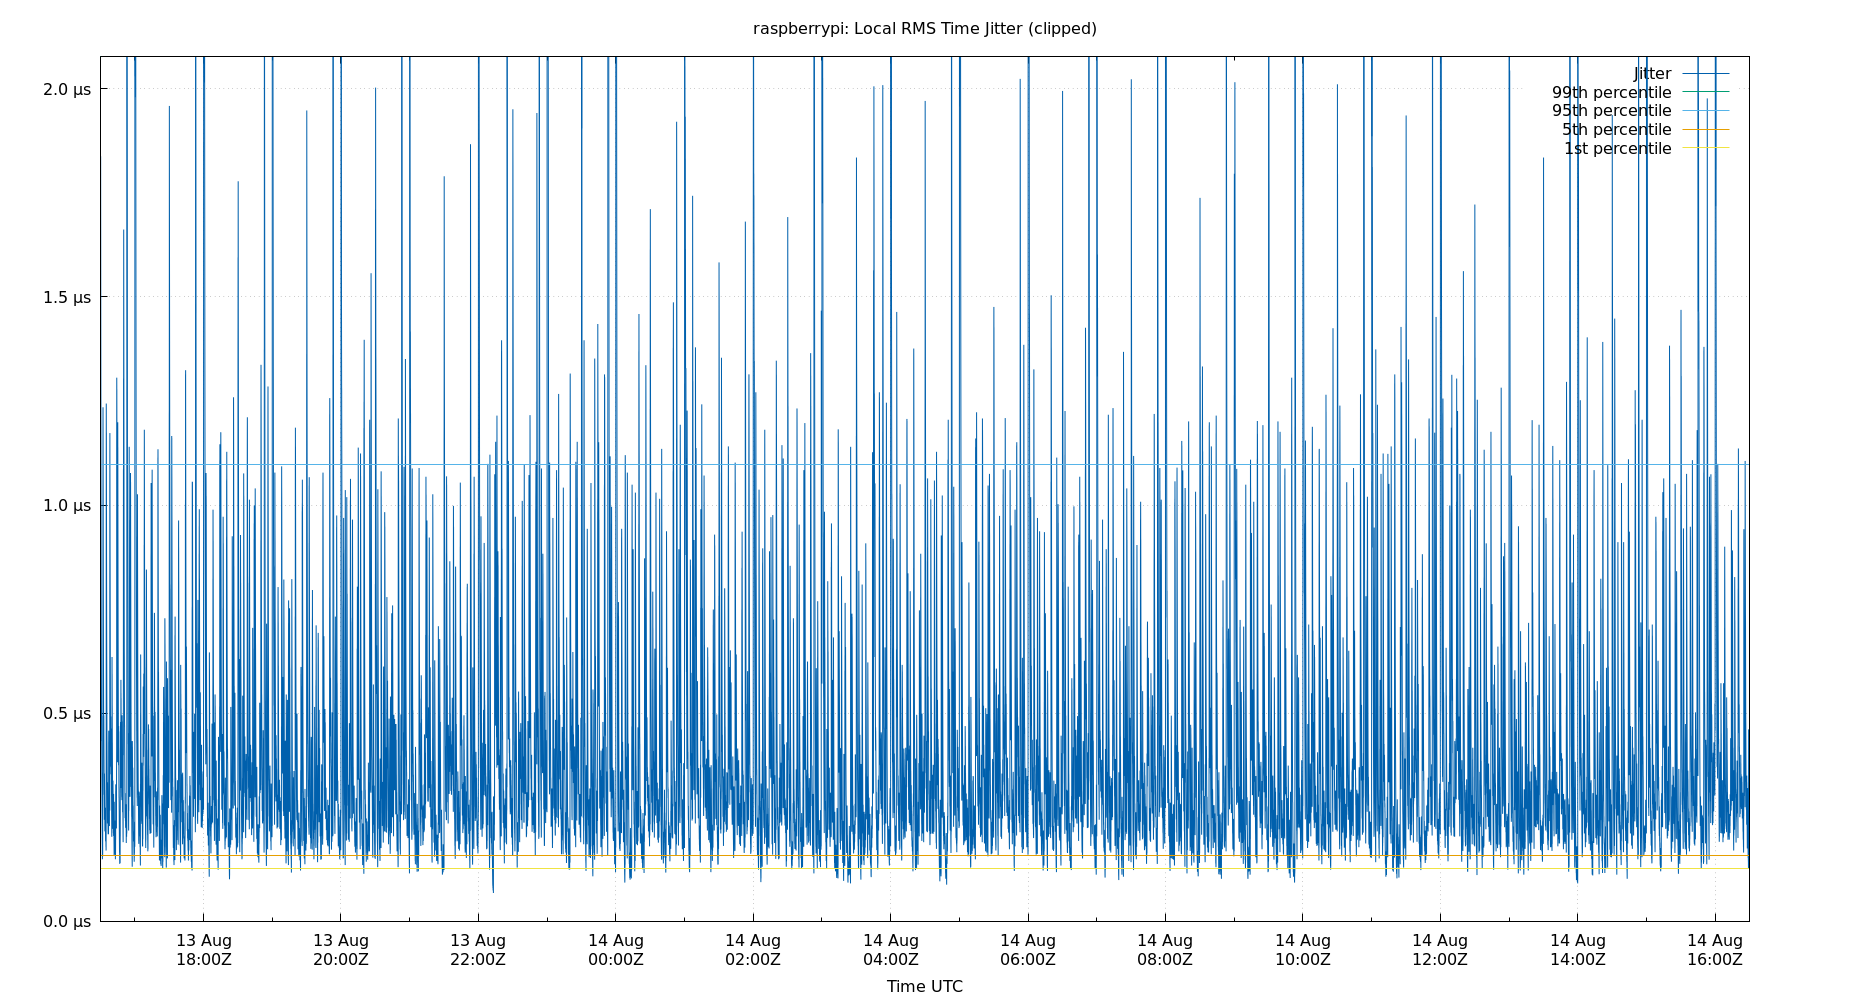 raspberrypi: Local RMS Time Jitter (clipped)
Jitter
99th percentile
95th percentile
5th percentile
1st percentile
2.0 µs
1.5 µs
1.0 µs
0.5 µs
0.0 µs
13 Aug 13 Aug 13 Aug 14 Aug 14 Aug 14 Aug 14 Aug 14 Aug 14 Aug 14 Aug 14 Aug 14 Aug
18:00Z 20:00Z 22:00Z 00:00Z 02:00Z 04:00Z 06:00Z 08:00Z 10:00Z 12:00Z 14:00Z 16:00Z
Time UTC